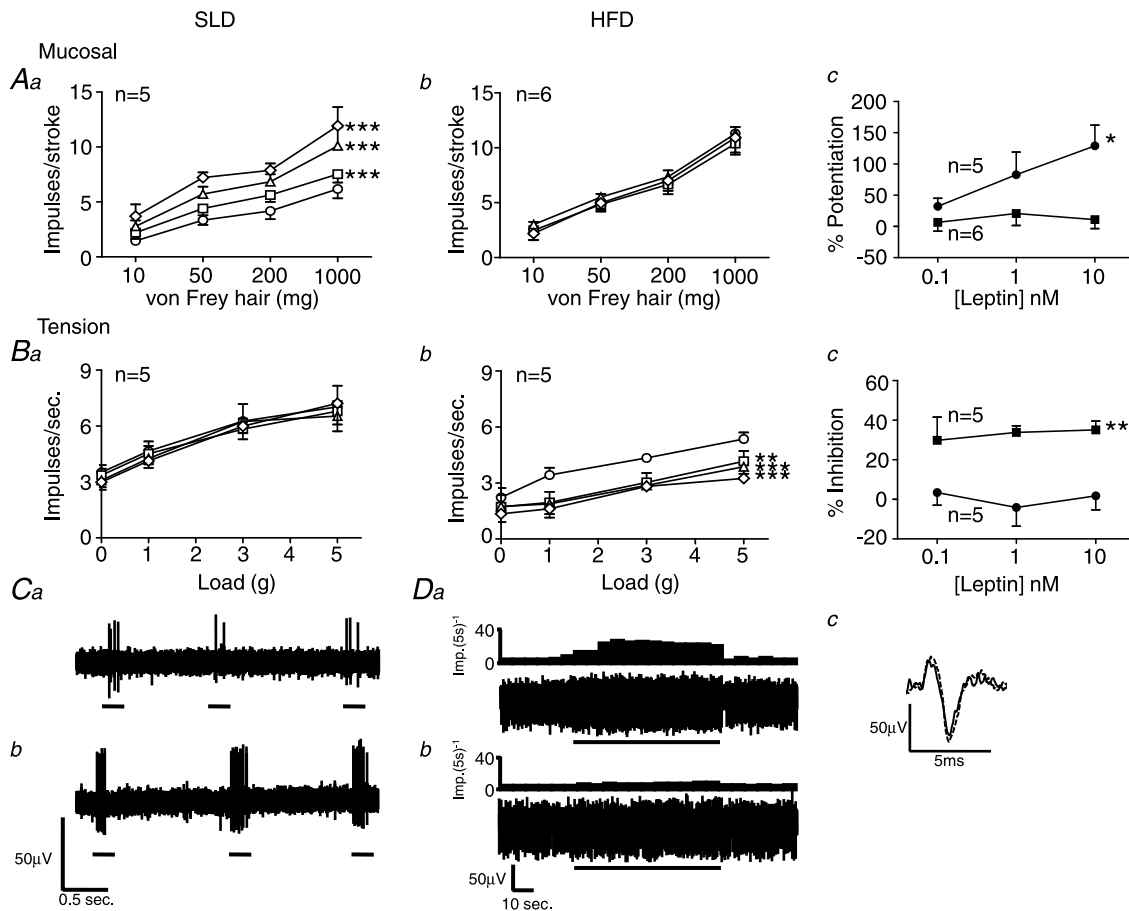 SLD
HFD
Mucosal
Aa
n=5
***
***
***
Impulses/stroke
15
10
5
0
10 50 200 1000
von Frey hair (mg)
b
n=6
Impulses/stroke
15
10
5
0
10 50 200 1000
von Frey hair (mg)
c
% Potentiation
200
150
100
50
0
-50
n=5
*
n=6
0.1 1 10
[Leptin] nM
Tension
Ba
n=5
Impulses/sec.
9
6
3
0
0 1 2 3 4 5
Load (g)
b
n=5
Impulses/sec.
9
6
3
0
**
***
***
0 1 2 3 4 5
Load (g)
c
% Inhibition
60
40
20
0
-20
n=5
**
n=5
0.1 1 10
[Leptin] nM
Ca
b
50μV
0.5 sec.
Da
Imp.(5s)⁻¹
40
0
b
Imp.(5s)⁻¹
40
0
50μV
10 sec.
c
50μV
5ms